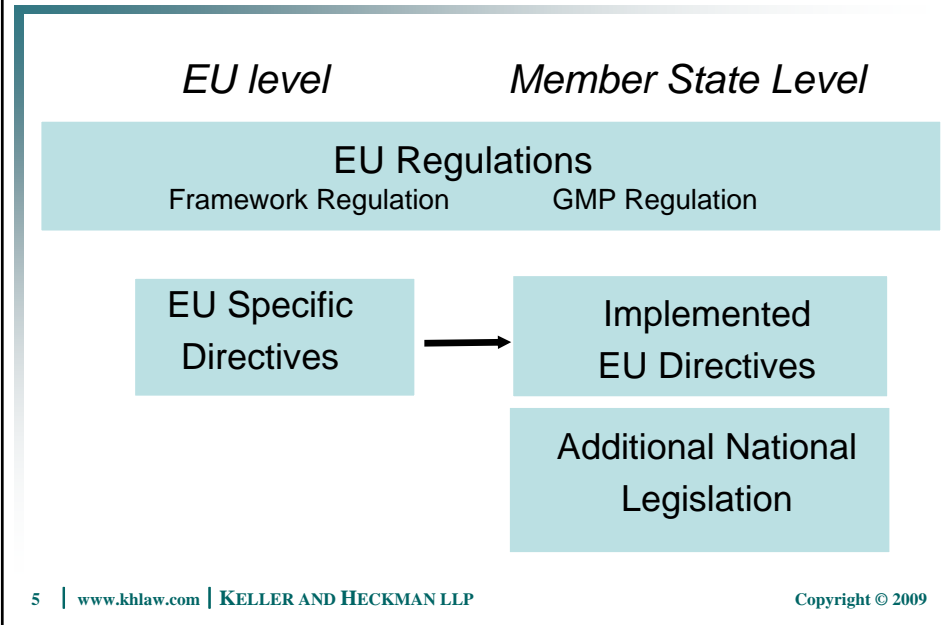 EU level Member State Level
EU Regulations
Framework Regulation GMP Regulation
EU Specific
Directives
Implemented
EU Directives
Additional National
Legislation
5 | www.khlaw.com | KELLER AND HECKMAN LLP Copyright © 2009